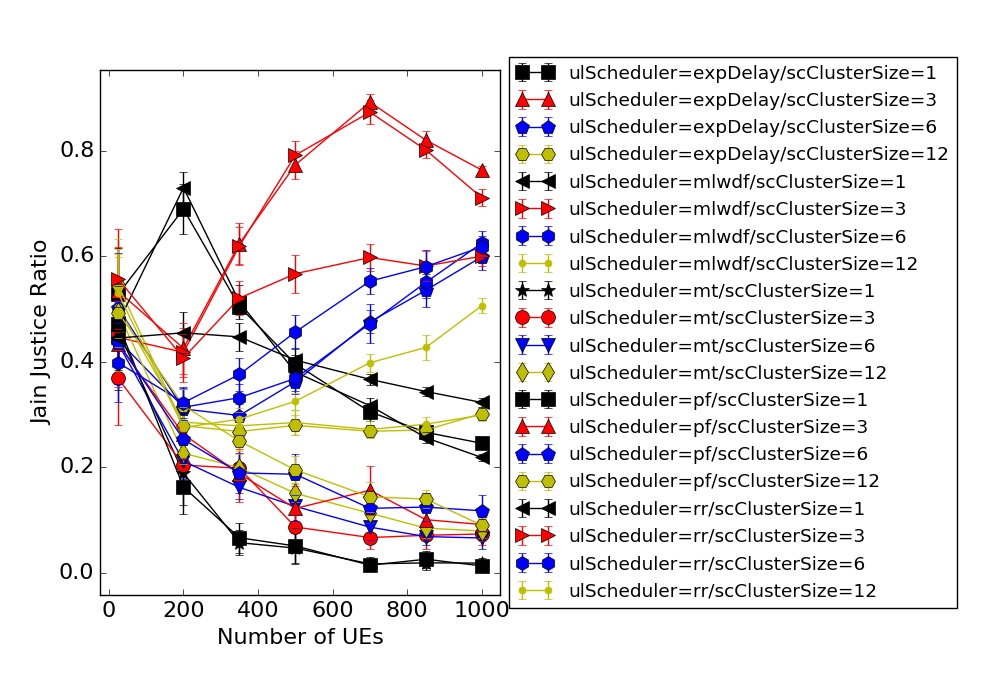 0.8
0.6
0.4
0.2
0.0
Jain Justice Ratio
0 200 400 600 800 1000
Number of UEs
ulScheduler=expDelay/scClusterSize=1
ulScheduler=expDelay/scClusterSize=3
ulScheduler=expDelay/scClusterSize=6
ulScheduler=expDelay/scClusterSize=12
ulScheduler=mlwdf/scClusterSize=1
ulScheduler=mlwdf/scClusterSize=3
ulScheduler=mlwdf/scClusterSize=6
ulScheduler=mlwdf/scClusterSize=12
ulScheduler=mt/scClusterSize=1
ulScheduler=mt/scClusterSize=3
ulScheduler=mt/scClusterSize=6
ulScheduler=mt/scClusterSize=12
ulScheduler=pf/scClusterSize=1
ulScheduler=pf/scClusterSize=3
ulScheduler=pf/scClusterSize=6
ulScheduler=pf/scClusterSize=12
ulScheduler=rr/scClusterSize=1
ulScheduler=rr/scClusterSize=3
ulScheduler=rr/scClusterSize=6
ulScheduler=rr/scClusterSize=12